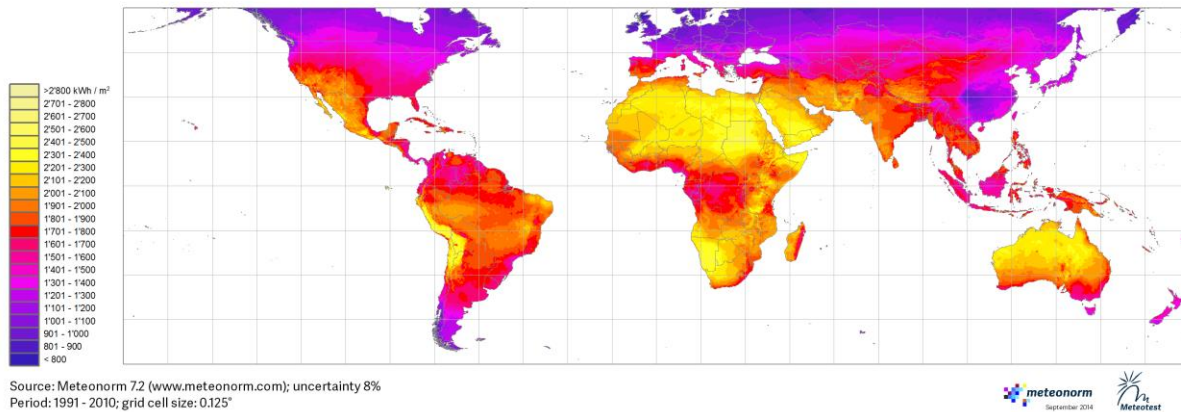 >2'800 kWh / m²
2'701 - 2'800
2'601 - 2'700
2'501 - 2'600
2'401 - 2'500
2'301 - 2'400
2'201 - 2'300
2'101 - 2'200
2'001 - 2'100
1'901 - 2'000
1'801 - 1'900
1'701 - 1'800
1'601 - 1'700
1'501 - 1'600
1'401 - 1'500
1'301 - 1'400
1'201 - 1'300
1'101 - 1'200
1'001 - 1'100
901 - 1'000
801 - 900
< 800
Source: Meteonorm 7.2 (www.meteonorm.com); uncertainty 8%
Period: 1991 - 2010; grid cell size: 0.125°
meteonorm
September 2014
Meteotest